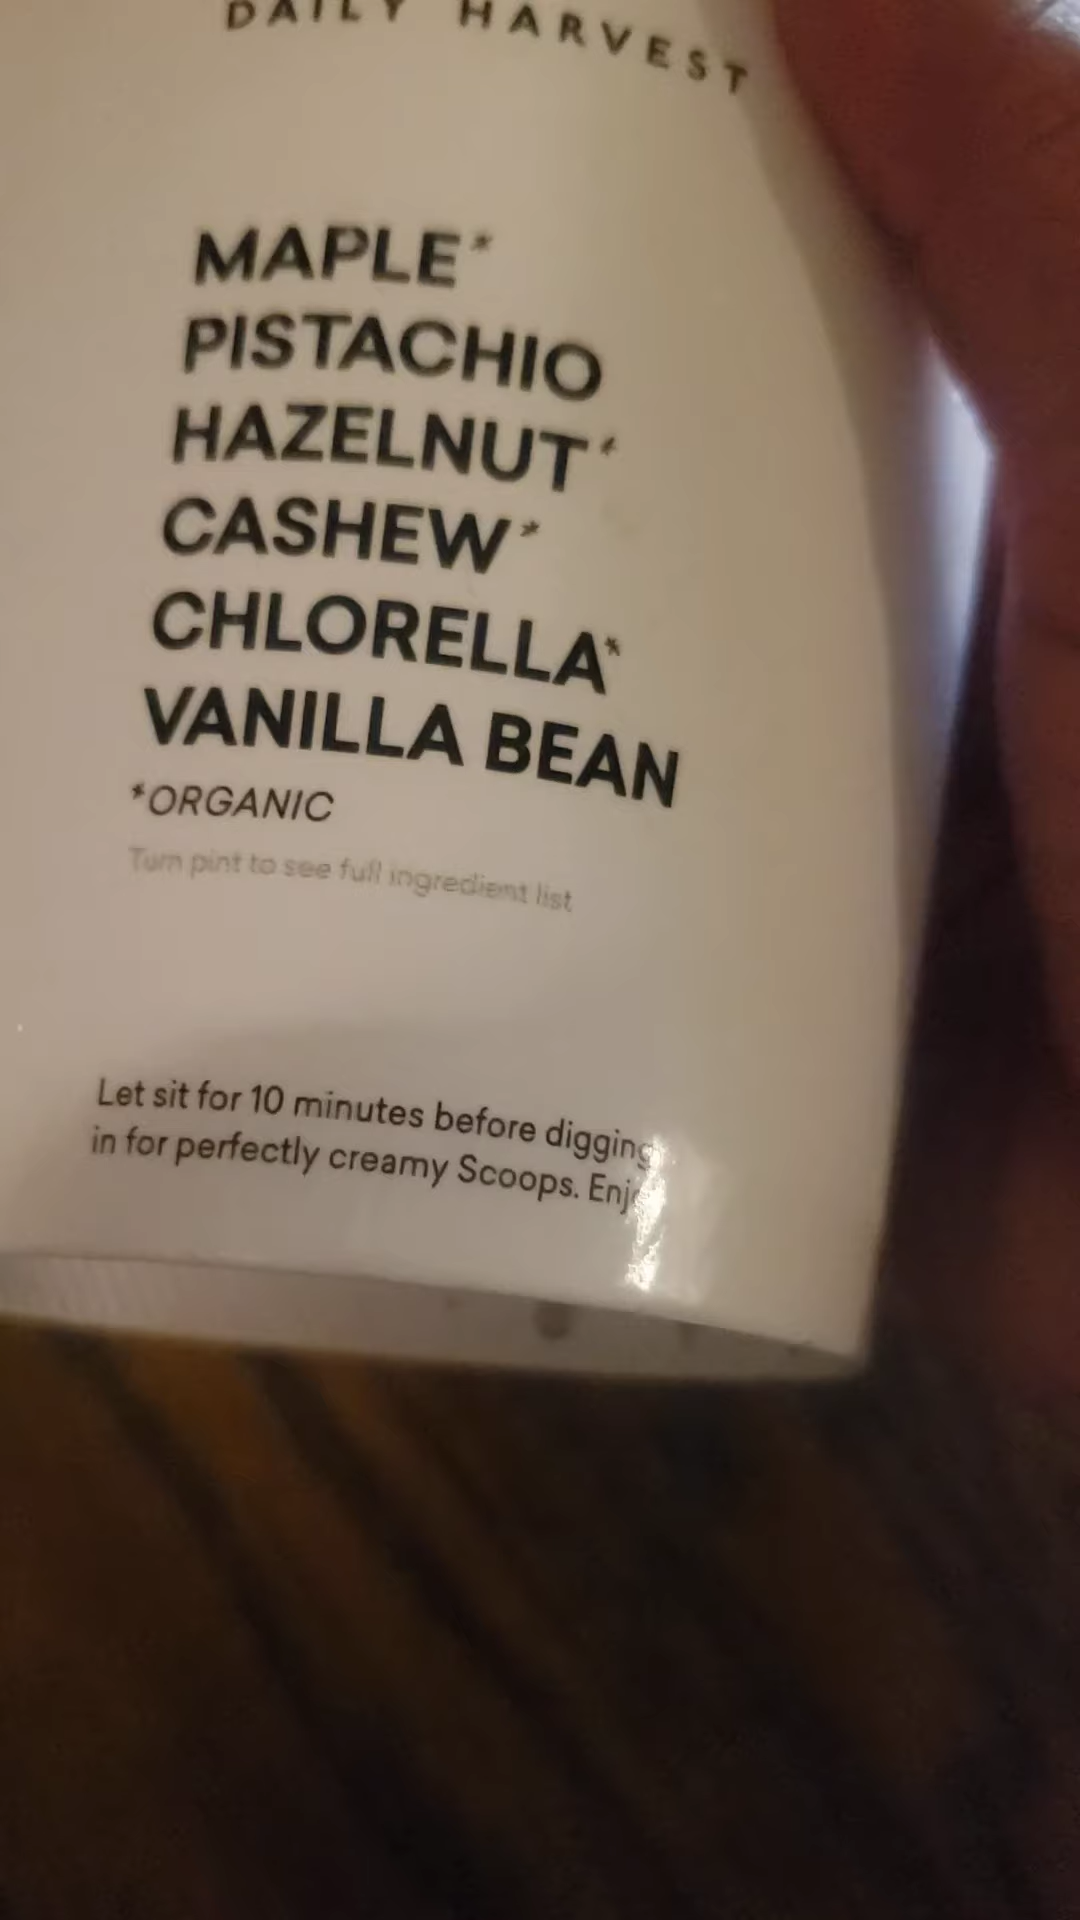 DAILY HARVEST
MAPLE*
PISTACHIO
HAZELNUT*
CASHEW*
CHLORELLA*
VANILLA BEAN
*ORGANIC
Turn pint to see full ingredient list
Let sit for 10 minutes before digging
in for perfectly creamy Scoops.